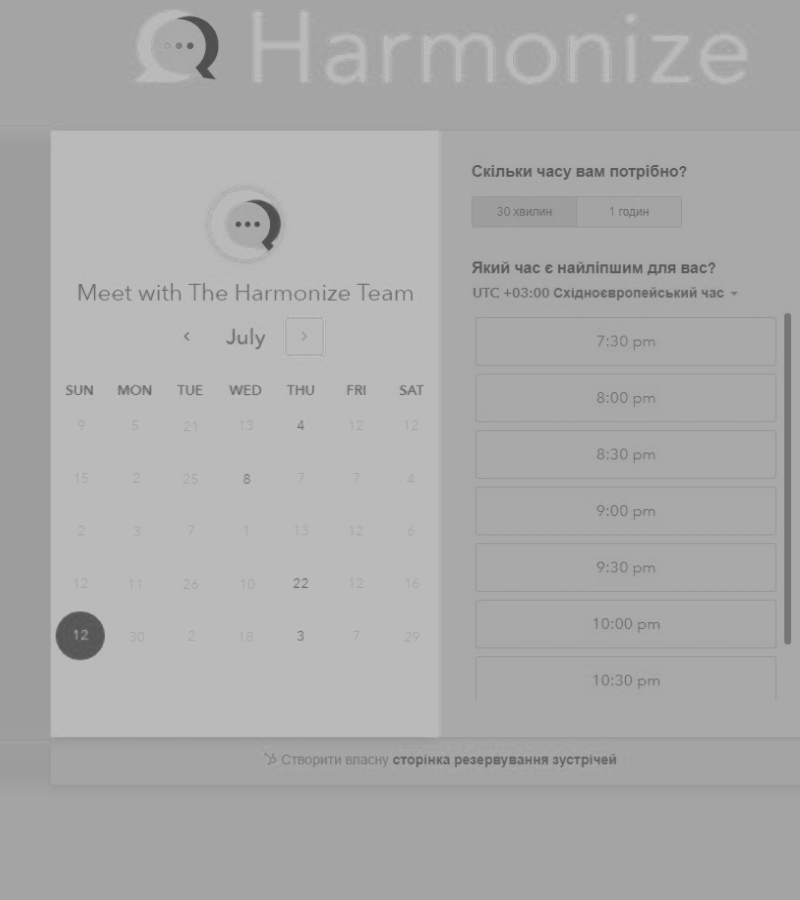 Harmonize
Meet with The Harmonize Team
July
SUN MON TUE WED THU FRI SAT
9 5 21 13 4 12 12
15 2 25 8 7 7 4
2 3 7 1 13 12 6
12 11 26 10 22 12 16
12 30 2 18 3 7 29
Скільки часу вам потрібно?
30 хвилин 1 годин
Який час є найліпшим для вас?
UTC +03:00 Східноєвропейський час
7:30 pm
8:00 pm
8:30 pm
9:00 pm
9:30 pm
10:00 pm
10:30 pm
Створити власну сторінка резервування зустрічей